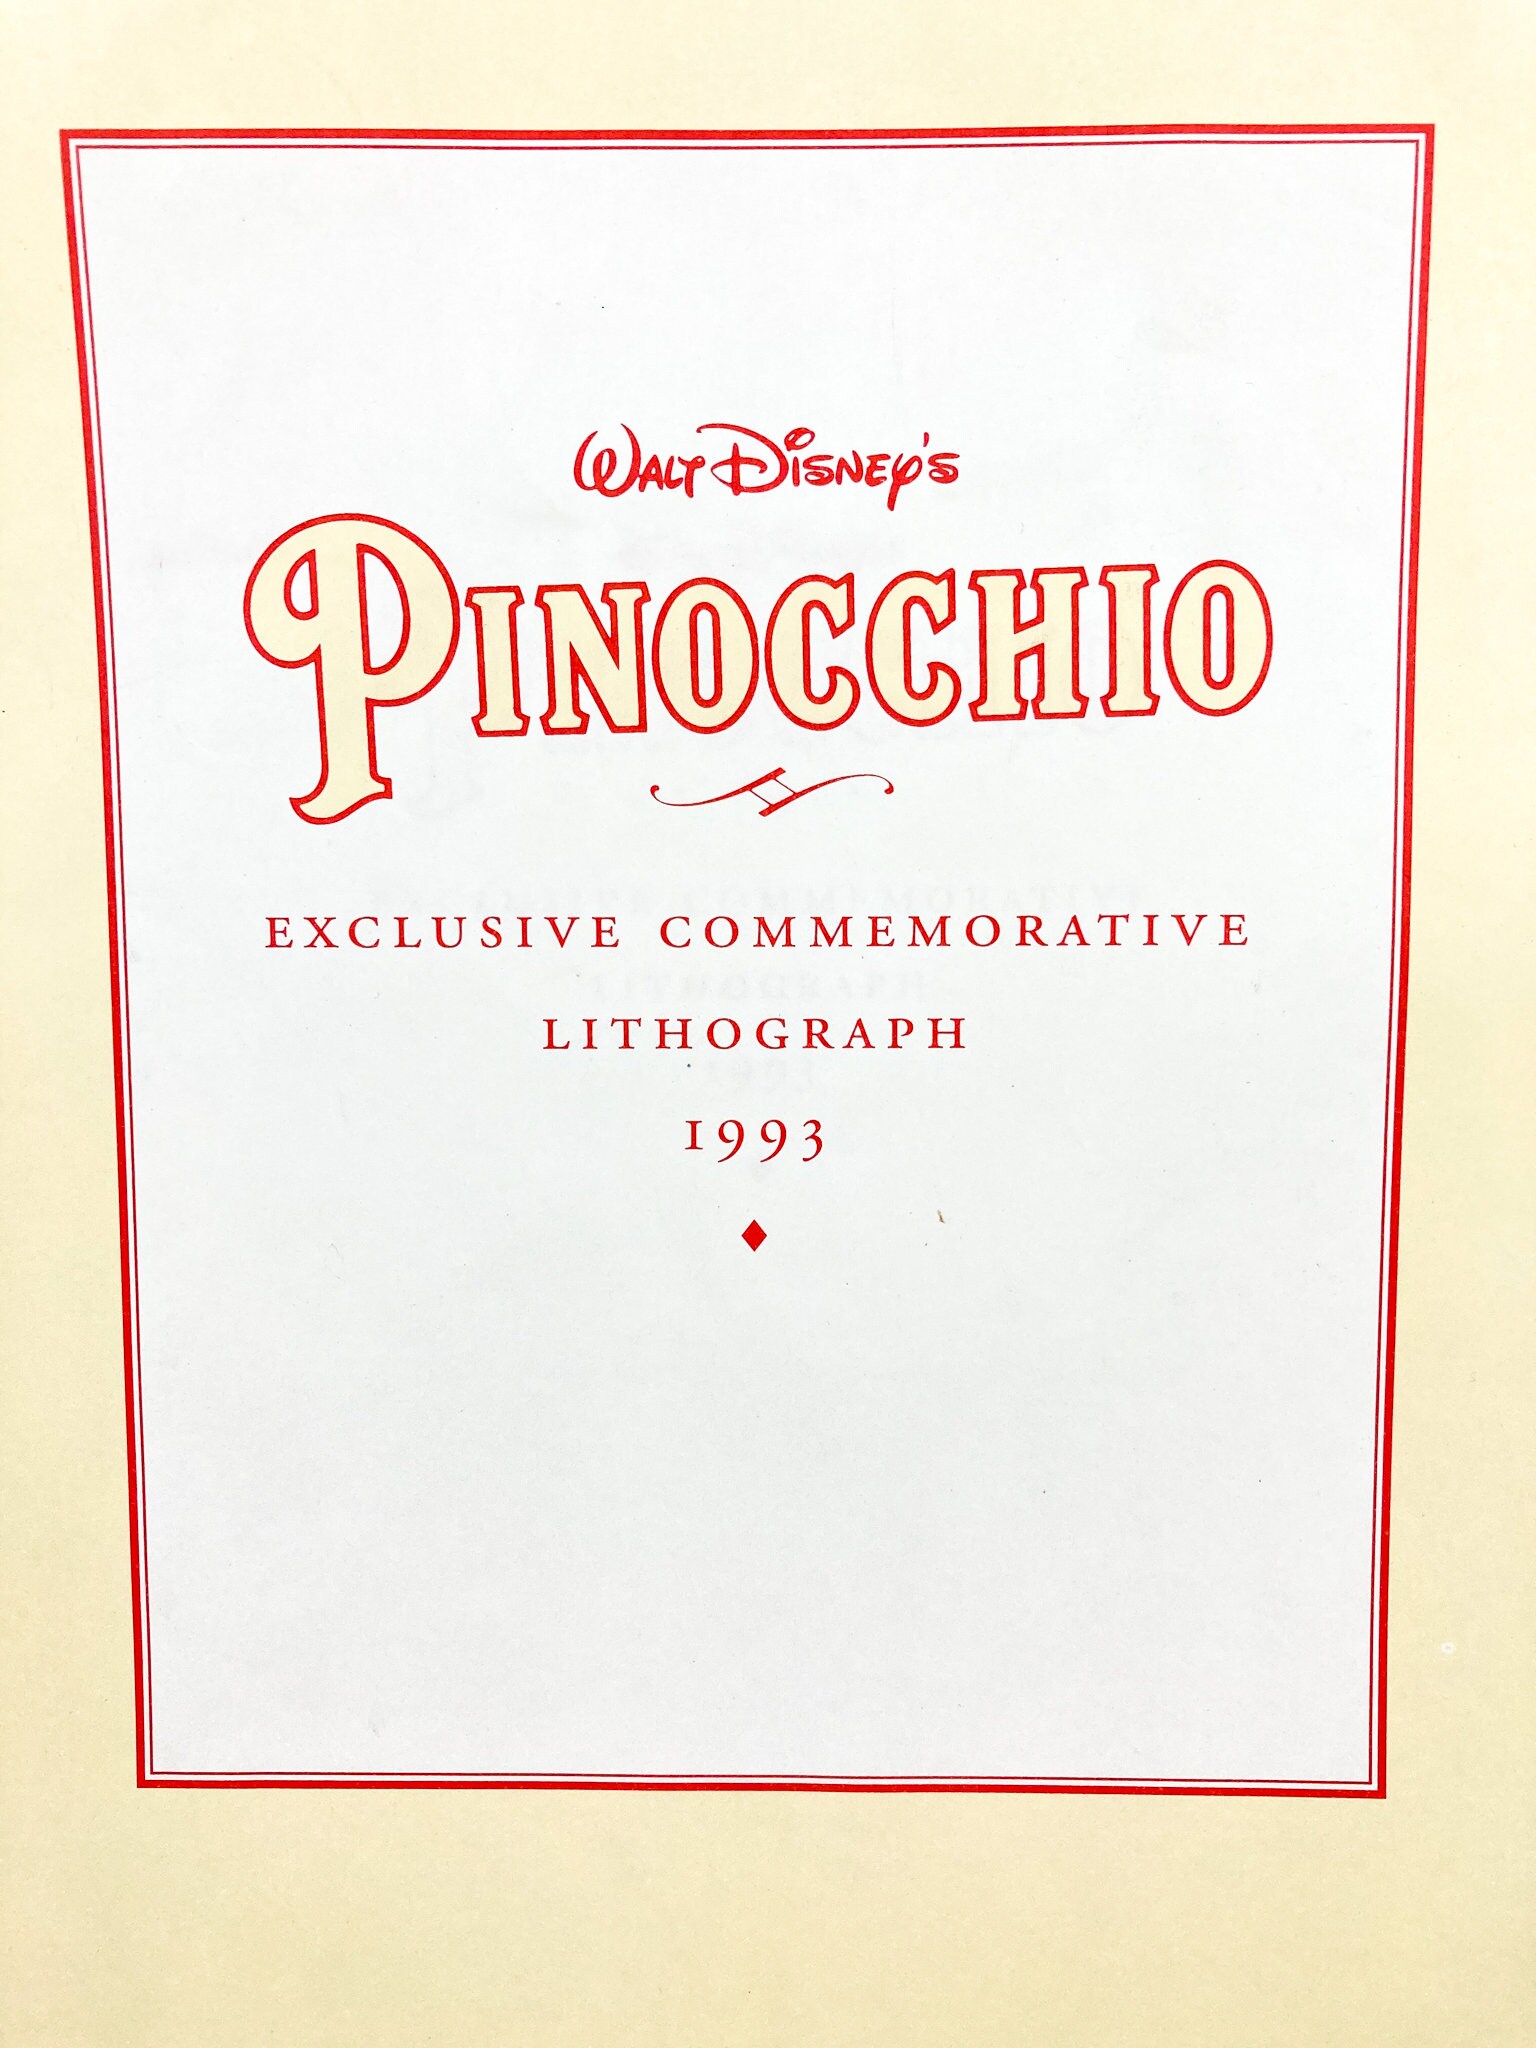 WALT DISNEY'S
PINOCCHIO
EXCLUSIVE COMMEMORATIVE
LITHOGRAPH
1993